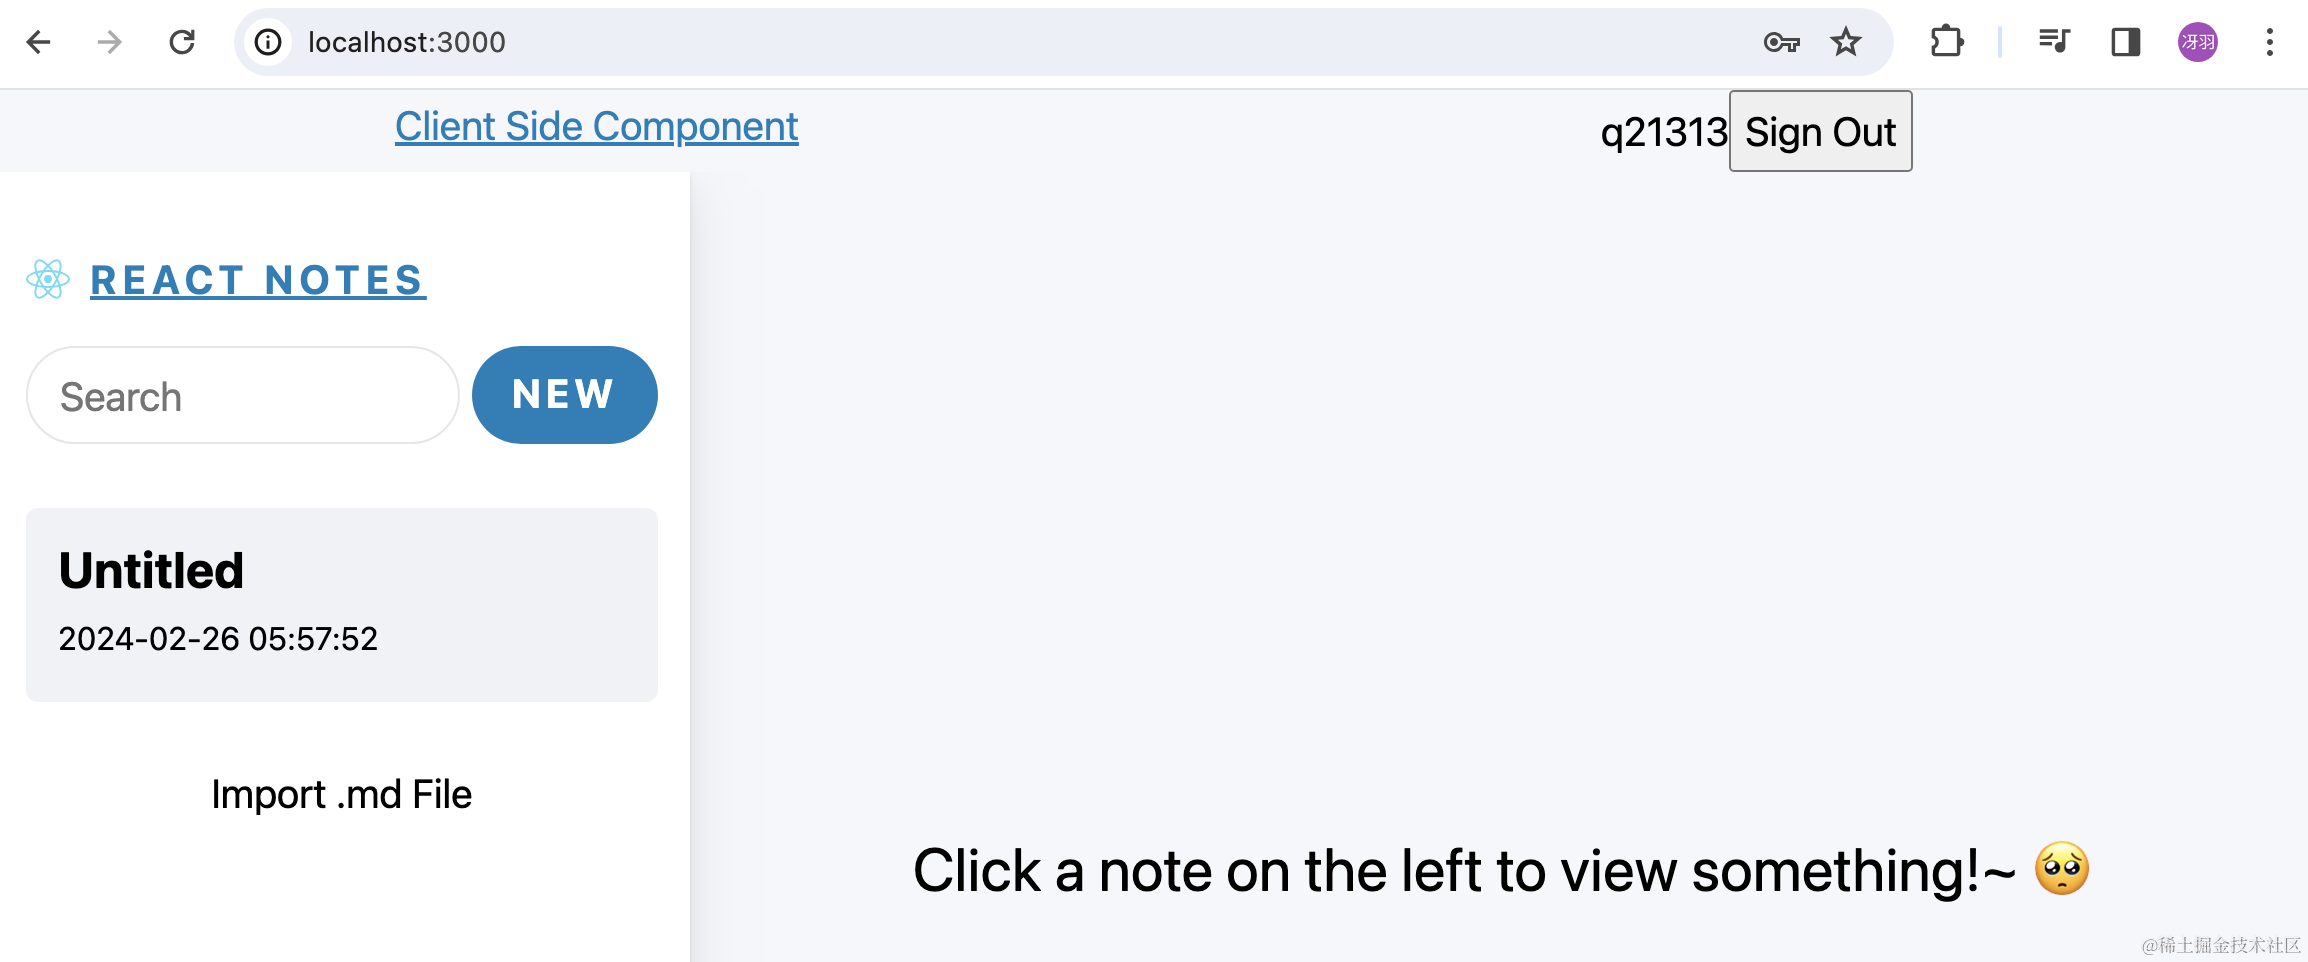 localhost:3000
冴羽
Client Side Component
q21313 Sign Out
REACT NOTES
Search NEW
Untitled
2024-02-26 05:57:52
Import .md File
Click a note on the left to view something!~ 🥺
@稀土掘金技术社区